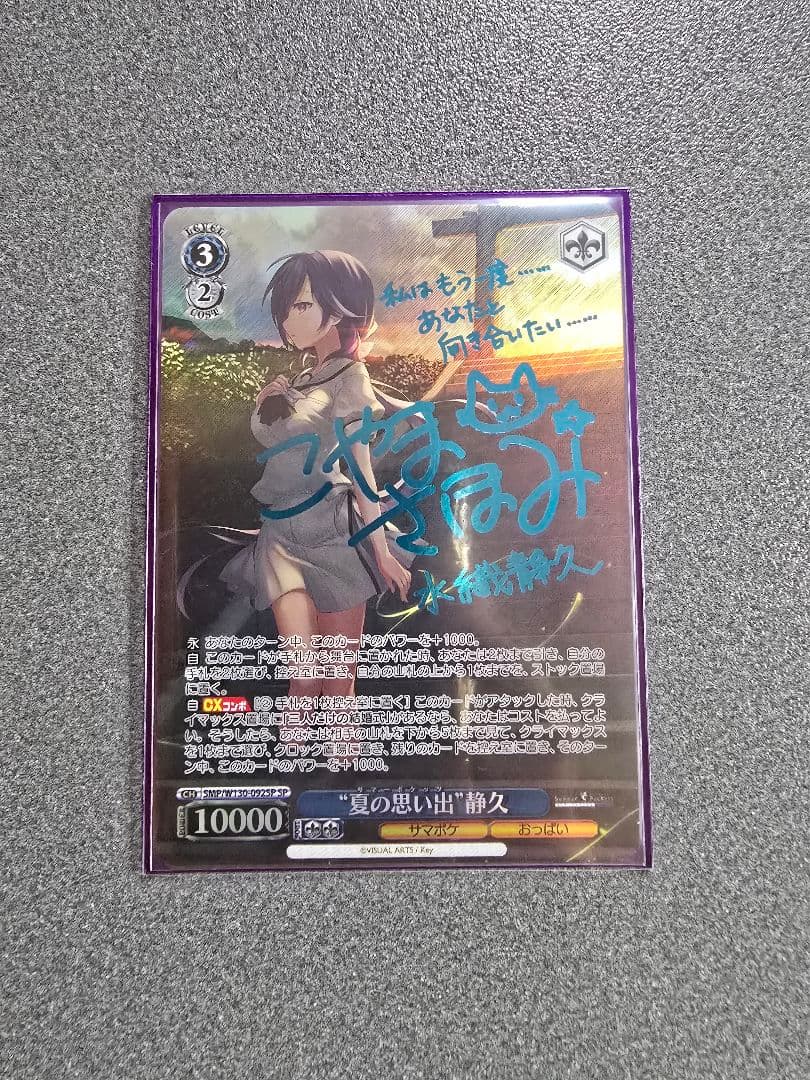 LEVEL
3
2
COST
私はもう一度……
あなたと
向き合いたい……
こやま
さほみ
水織静久
永 あなたのターン中、このカードのパワーを＋1000。
自 このカードが手札から舞台に置かれた時、あなたは2枚まで引き、自分の
手札を2枚選び、控え室に置き、自分の山札の上から1枚までを、ストック置場
に置く。
自 CXコンボ ［② 手札を1枚控え室に置く］ このカードがアタックした時、クラ
イマックス置場に「三人だけの結婚式」があるなら、あなたはコストを払ってよ
い。そうしたら、あなたは相手の山札を下から5枚まで見て、クライマックス
を1枚まで選び、クロック置場に置き、残りのカードを控え室に置き、そのター
ン中、このカードのパワーを＋1000。
CH SMP/W130-092SP SP
サマーポケッツ
"夏の思い出"静久
Summer Pockets
10000
サマポケ おっぱい
©VISUAL ARTS / Key